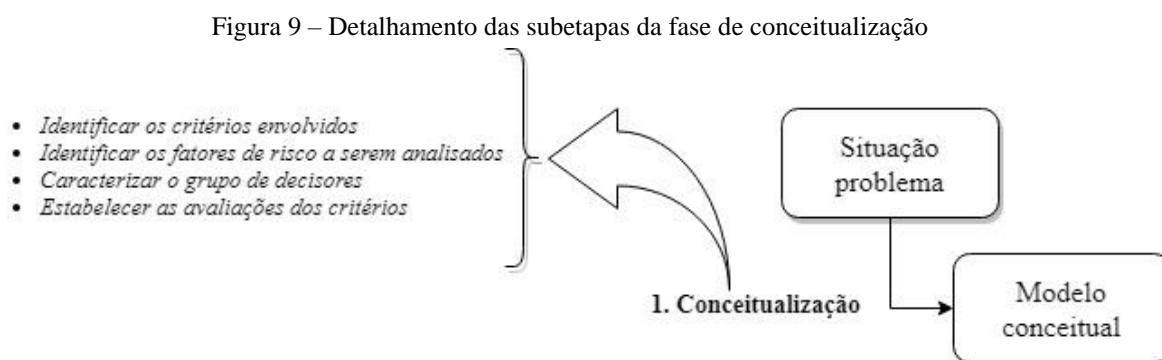 Figura 9 – Detalhamento das subetapas da fase de conceitualização
• Identificar os critérios envolvidos
• Identificar os fatores de risco a serem analisados
• Caracterizar o grupo de decisores
• Estabelecer as avaliações dos critérios
Situação
problema
1. Conceitualização
Modelo
conceitual